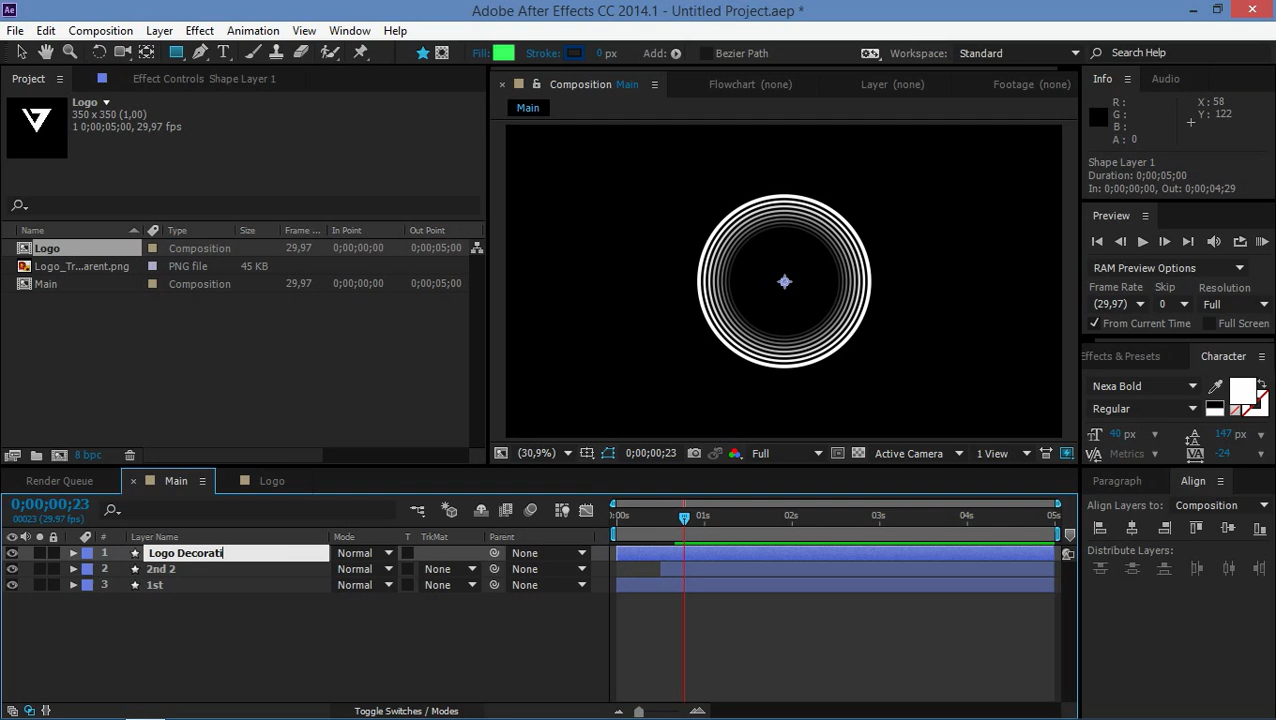 Ae Adobe After Effects CC 2014.1 - Untitled Project.aep *
File Edit Composition Layer Effect Animation View Window Help
Fill: Stroke: 0 px Add: Bezier Path Workspace: Standard Search Help
Project Effect Controls Shape Layer 1
Composition Main Flowchart (none) Layer (none) Footage (none)
Info Audio
Logo
350 x 350 (1,00)
1 0;00;05;00, 29,97 fps
Main
R :
G :
B :
A : 0
X : 58
Y : 122
Shape Layer 1
Duration: 0;00;05;00
In: 0;00;00;00, Out: 0;00;04;29
Name Type Size Frame ... In Point Out Point
Logo Composition 29,97 0;00;00;00 0;00;05;00
Logo_Tr...arent.png PNG file 45 KB
Main Composition 29,97 0;00;00;00 0;00;05;00
Preview
RAM Preview Options
Frame Rate Skip Resolution
(29,97) 0 Full
From Current Time Full Screen
Effects & Presets Character
Nexa Bold
Regular
40 px 147 px
Metrics -24
8 bpc
(30,9%) 0;00;00;23 Full Active Camera 1 View
Render Queue Main Logo
Paragraph Align
0;00;00;23
00023 (29.97 fps)
:00s 01s 02s 03s 04s 05s
Align Layers to: Composition
Distribute Layers:
# Layer Name Mode T TrkMat Parent
1 Logo Decorati Normal None
2 2nd 2 Normal None None
3 1st Normal None None
Toggle Switches / Modes